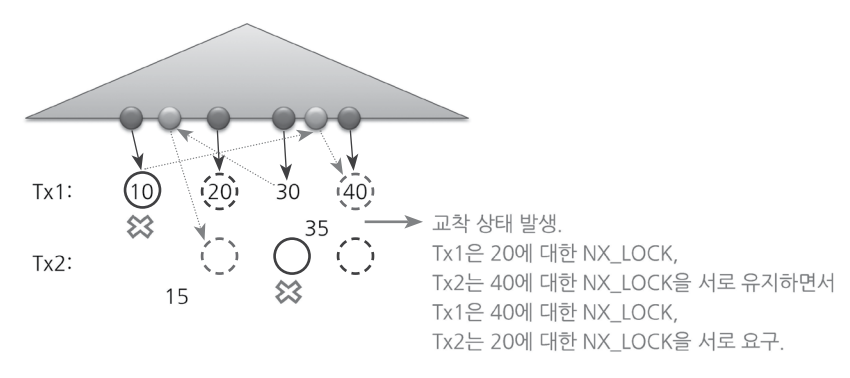 Tx1: 10 20 30 40
35
Tx2:
15
교착 상태 발생.
Tx1은 20에 대한 NX_LOCK,
Tx2는 40에 대한 NX_LOCK을 서로 유지하면서
Tx1은 40에 대한 NX_LOCK,
Tx2는 20에 대한 NX_LOCK을 서로 요구.